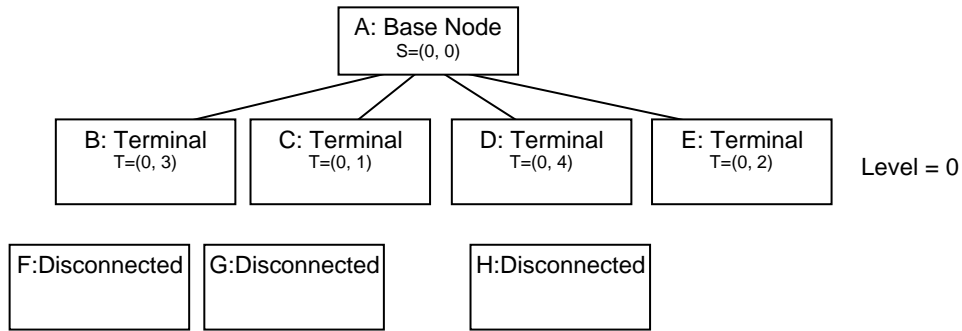 A: Base Node
S=(0, 0)
B: Terminal
T=(0, 3)
C: Terminal
T=(0, 1)
D: Terminal
T=(0, 4)
E: Terminal
T=(0, 2)
Level = 0
F:Disconnected
G:Disconnected
H:Disconnected